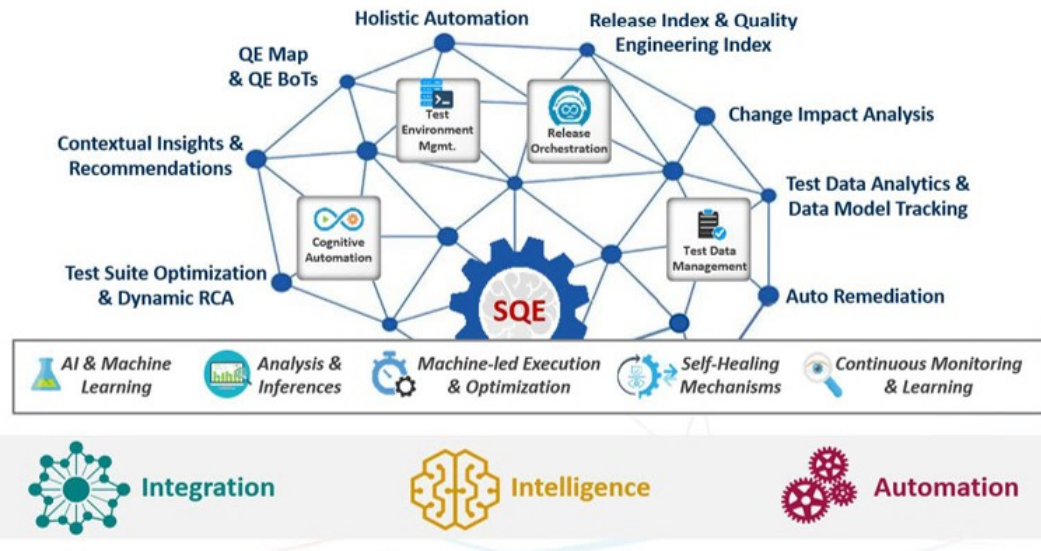 Holistic Automation
Release Index & Quality
Engineering Index
QE Map
& QE BoTs
Test
Environment
Mgmt.
Release
Orchestration
Change Impact Analysis
Contextual Insights &
Recommendations
Test Data Analytics &
Data Model Tracking
Cognitive
Automation
Test Data
Management
Test Suite Optimization
& Dynamic RCA
SQE
Auto Remediation
AI & Machine
Learning
Analysis &
Inferences
Machine-led Execution
& Optimization
Self-Healing
Mechanisms
Continuous Monitoring
& Learning
Integration
Intelligence
Automation